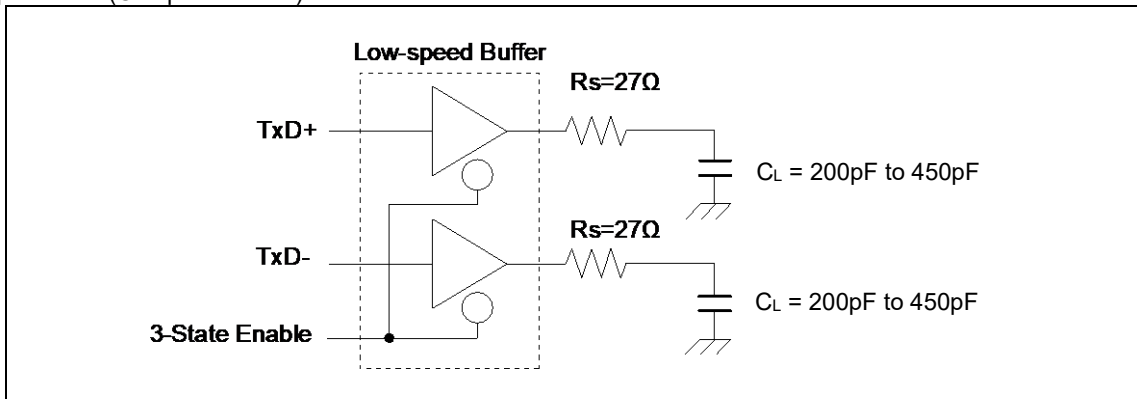 Low-speed Buffer
Rs=27Ω
TxD+
CL = 200pF to 450pF
Rs=27Ω
TxD-
CL = 200pF to 450pF
3-State Enable